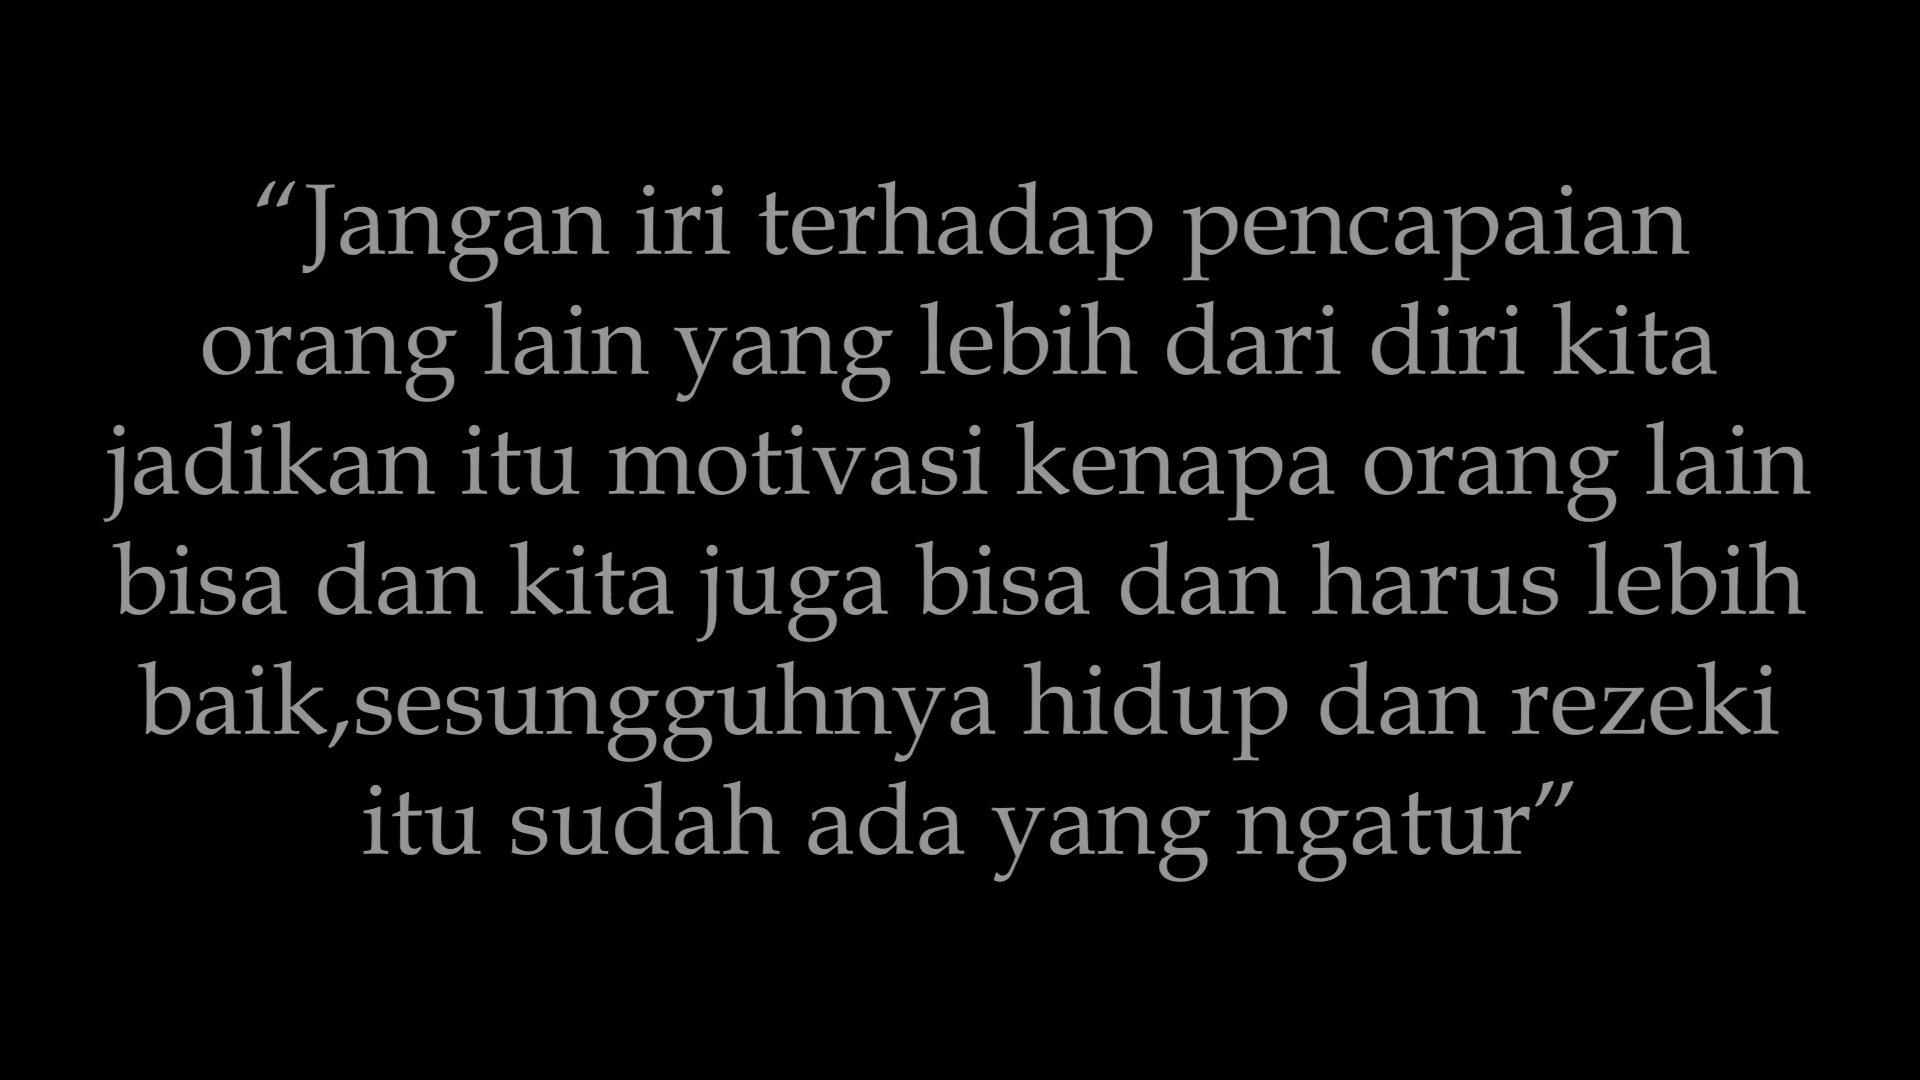 “Jangan iri terhadap pencapaian
orang lain yang lebih dari diri kita
jadikan itu motivasi kenapa orang lain
bisa dan kita juga bisa dan harus lebih
baik,sesungguhnya hidup dan rezeki
itu sudah ada yang ngatur”